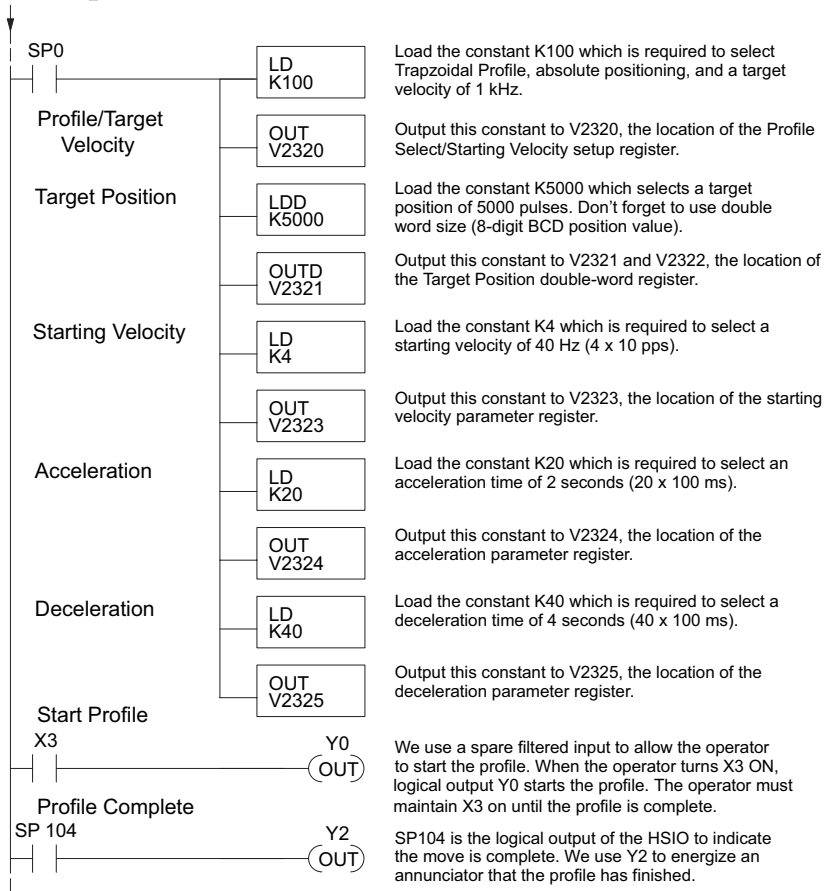 SP0
LD
K100
Load the constant K100 which is required to select
Trapzoidal Profile, absolute positioning, and a target
velocity of 1 kHz.
Profile/Target
Velocity
OUT
V2320
Output this constant to V2320, the location of the Profile
Select/Starting Velocity setup register.
Target Position
LDD
K5000
Load the constant K5000 which selects a target
position of 5000 pulses. Don't forget to use double
word size (8-digit BCD position value).
OUTD
V2321
Output this constant to V2321 and V2322, the location of
the Target Position double-word register.
Starting Velocity
LD
K4
Load the constant K4 which is required to select a
starting velocity of 40 Hz (4 x 10 pps).
OUT
V2323
Output this constant to V2323, the location of the starting
velocity parameter register.
Acceleration
LD
K20
Load the constant K20 which is required to select an
acceleration time of 2 seconds (20 x 100 ms).
OUT
V2324
Output this constant to V2324, the location of the
acceleration parameter register.
Deceleration
LD
K40
Load the constant K40 which is required to select a
deceleration time of 4 seconds (40 x 100 ms).
OUT
V2325
Output this constant to V2325, the location of the
deceleration parameter register.
Start Profile
X3
Y0
OUT
We use a spare filtered input to allow the operator
to start the profile. When the operator turns X3 ON,
logical output Y0 starts the profile. The operator must
maintain X3 on until the profile is complete.
Profile Complete
SP 104
Y2
OUT
SP104 is the logical output of the HSIO to indicate
the move is complete. We use Y2 to energize an
annunciator that the profile has finished.